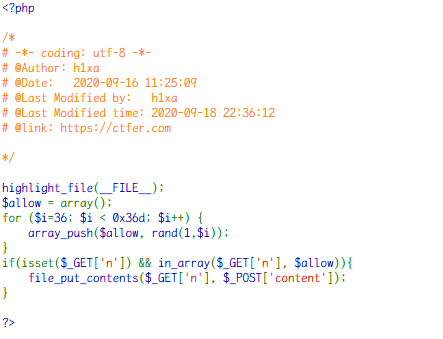 <?php
/*
# -*- coding: utf-8 -*-
# @Author: h1xa
# @Date:   2020-09-16 11:25:09
# @Last Modified by:   h1xa
# @Last Modified time: 2020-09-18 22:36:12
# @link: https://ctfer.com
*/
highlight_file(__FILE__);
$allow = array();
for ($i=36; $i < 0x36d; $i++) {
    array_push($allow, rand(1,$i));
}
if(isset($_GET['n']) && in_array($_GET['n'], $allow)){
    file_put_contents($_GET['n'], $_POST['content']);
}
?>